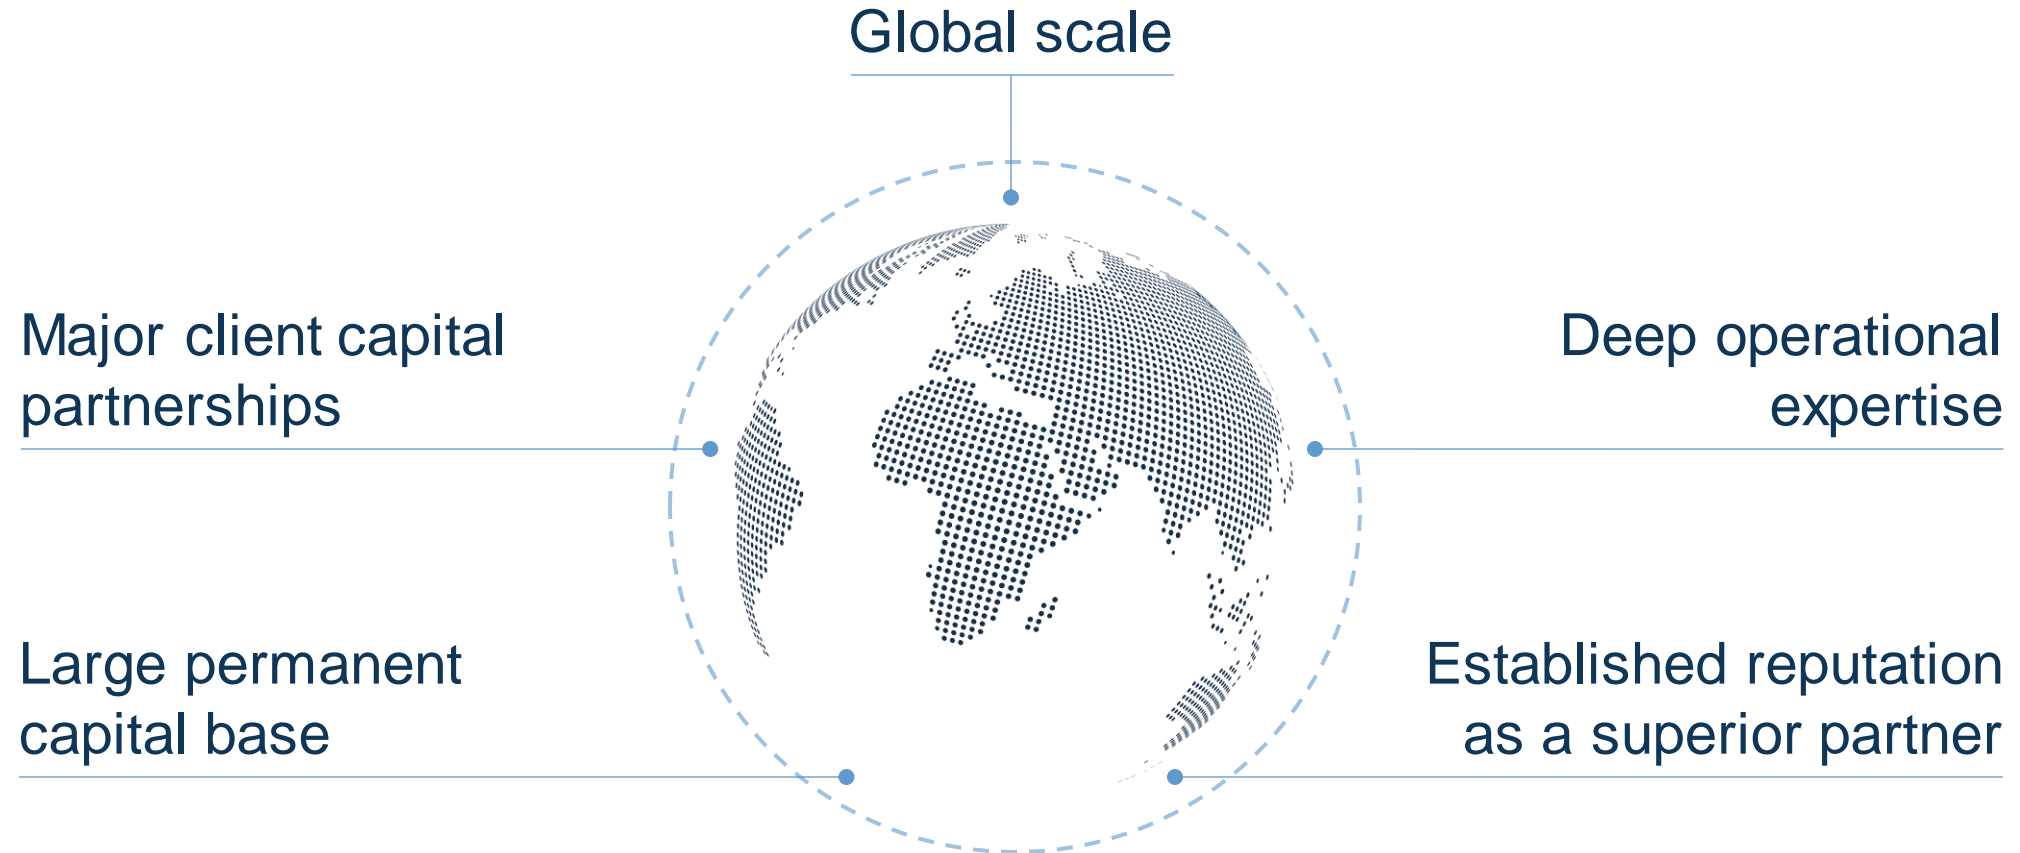 Global scale
Major client capital
partnerships
Deep operational
expertise
Large permanent
capital base
Established reputation
as a superior partner